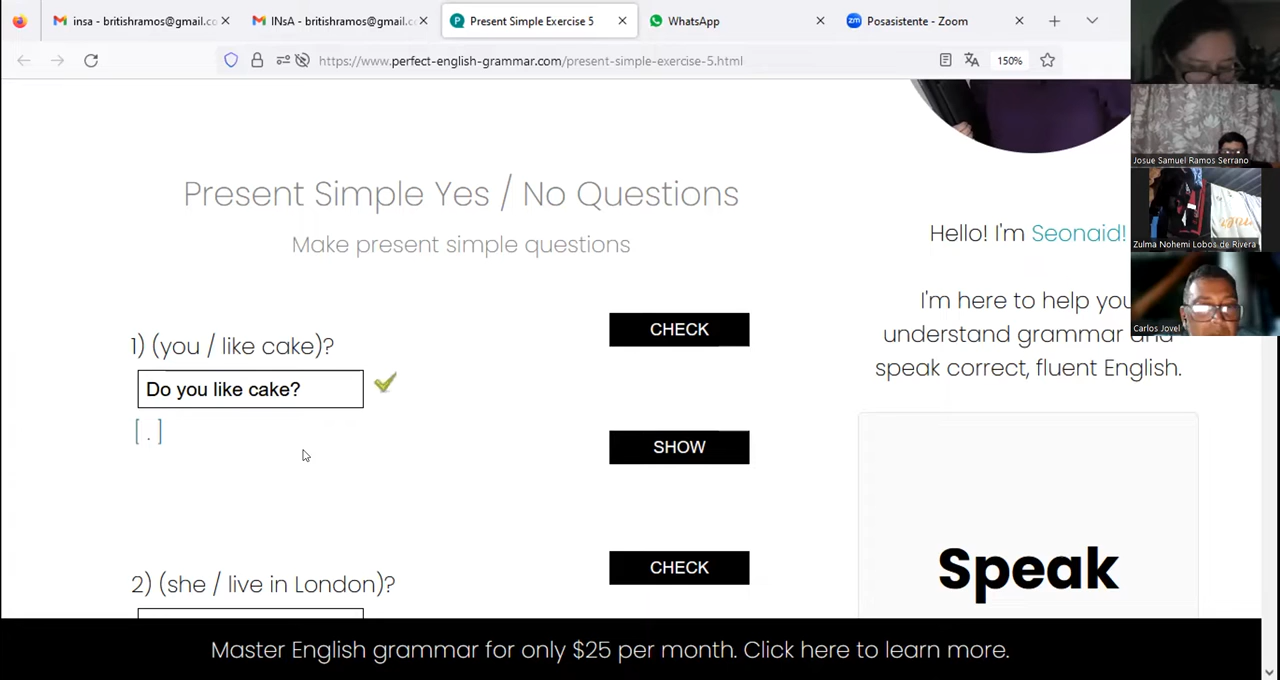 insa - britishramos@gmail.co
INsA - britishramos@gmail.c
Present Simple Exercise 5
WhatsApp
Posasistente - Zoom
https://www.perfect-english-grammar.com/present-simple-exercise-5.html
150%
Josue Samuel Ramos Serrano
Zulma Nohemi Lobos de Rivera
Carlos Jovel
Present Simple Yes / No Questions
Make present simple questions
Hello! I'm Seonaid!
I'm here to help you
understand grammar and
speak correct, fluent English.
CHECK
1) (you / like cake)?
Do you like cake?
[ . ]
SHOW
CHECK
2) (she / live in London)?
Speak
Master English grammar for only $25 per month. Click here to learn more.